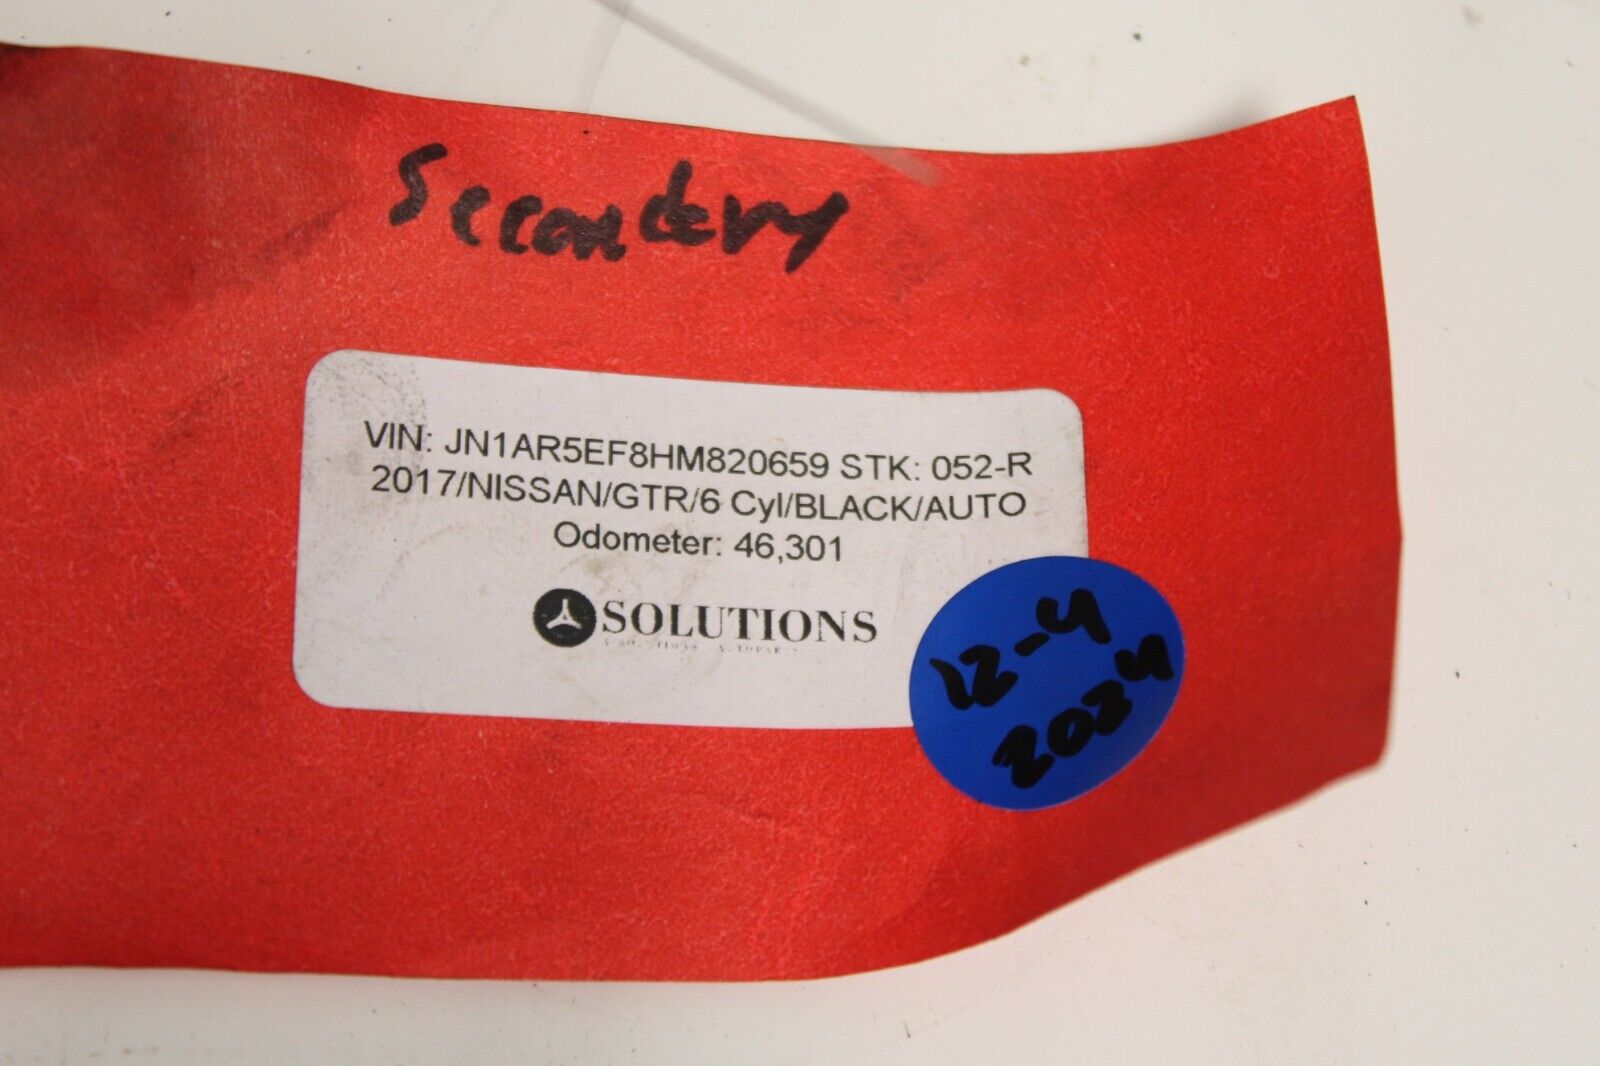 Secondary
VIN: JN1AR5EF8HM820659 STK: 052-R
2017/NISSAN/GTR/6 Cyl/BLACK/AUTO
Odometer: 46,301
SOLUTIONS
12-4
2024